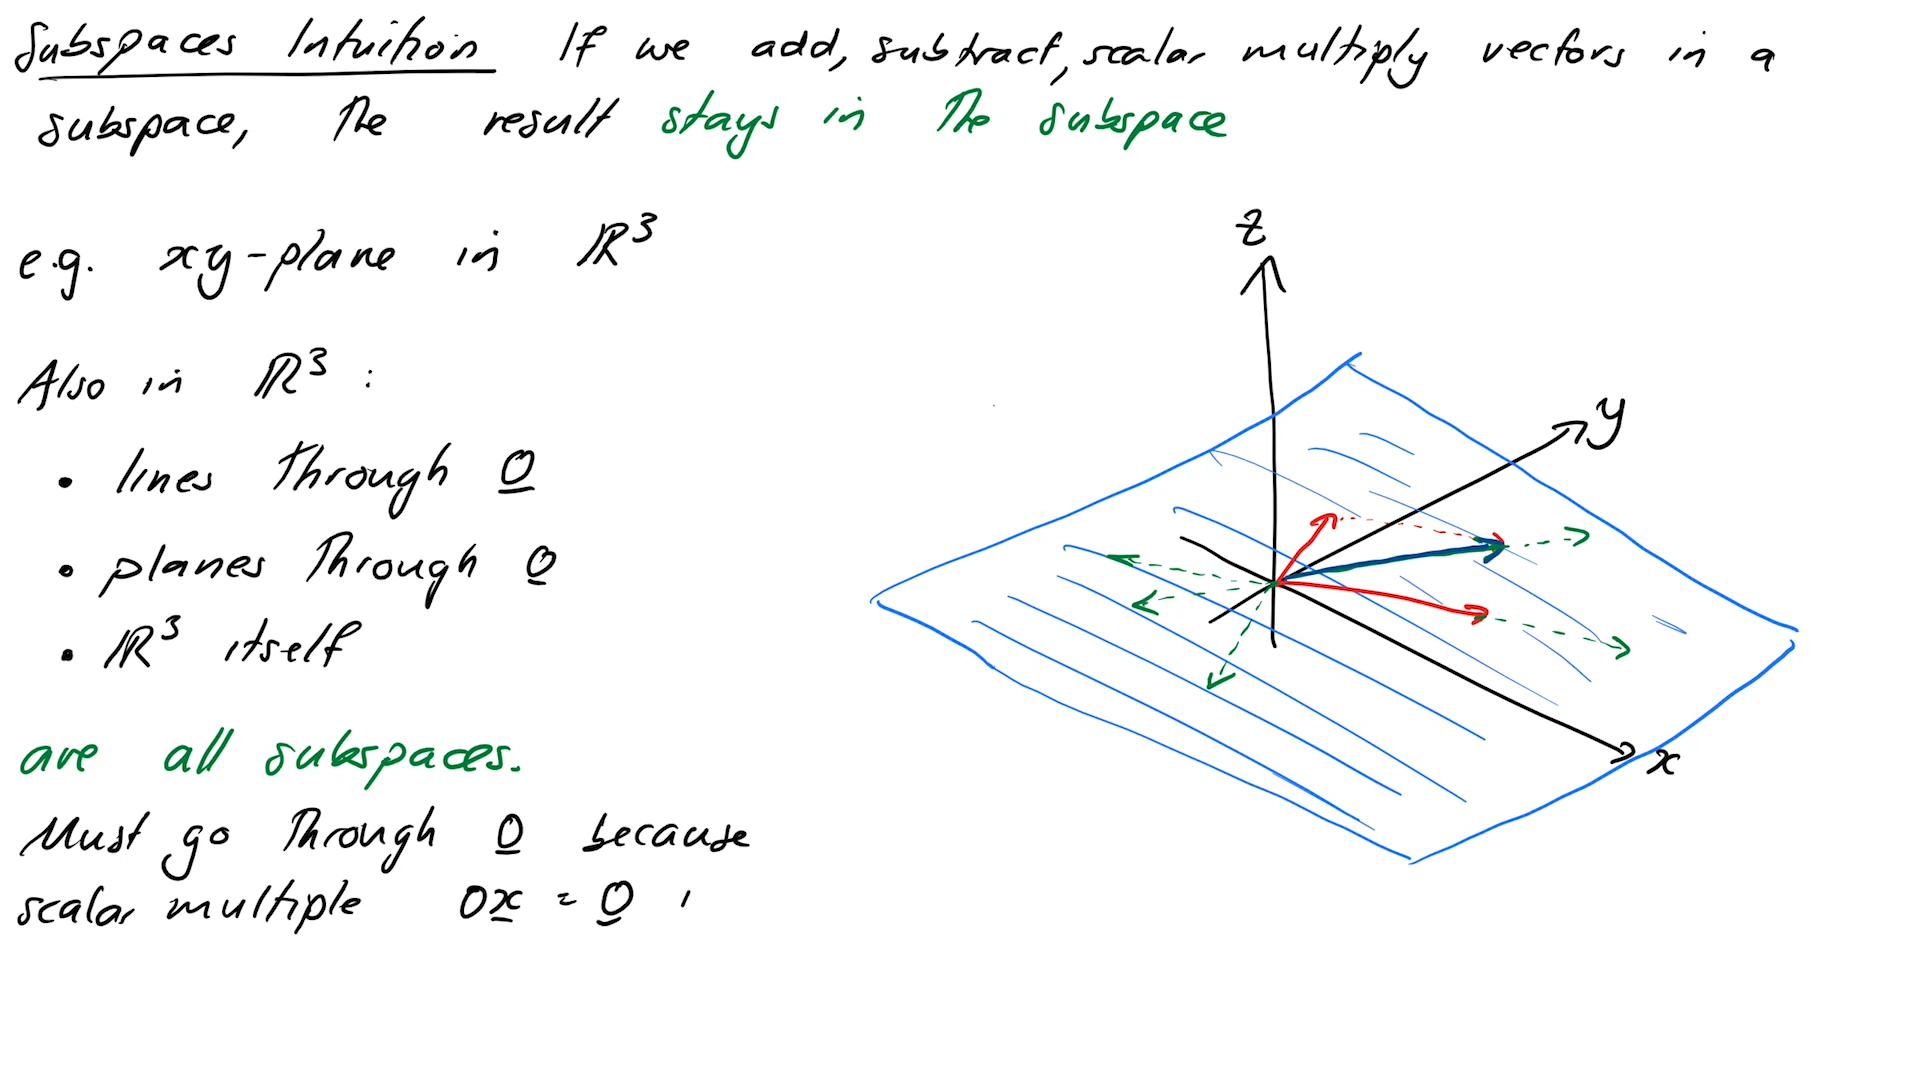 Subspaces Intuition If we add, subtract, scalar multiply vectors in a
subspace, the result stays in the subspace
e.g. xy-plane in ℝ³
Also in ℝ³ :
• lines through 0
• planes through 0
• ℝ³ itself
are all subspaces.
Must go through 0 because
scalar multiple 0x = 0
z
y
x